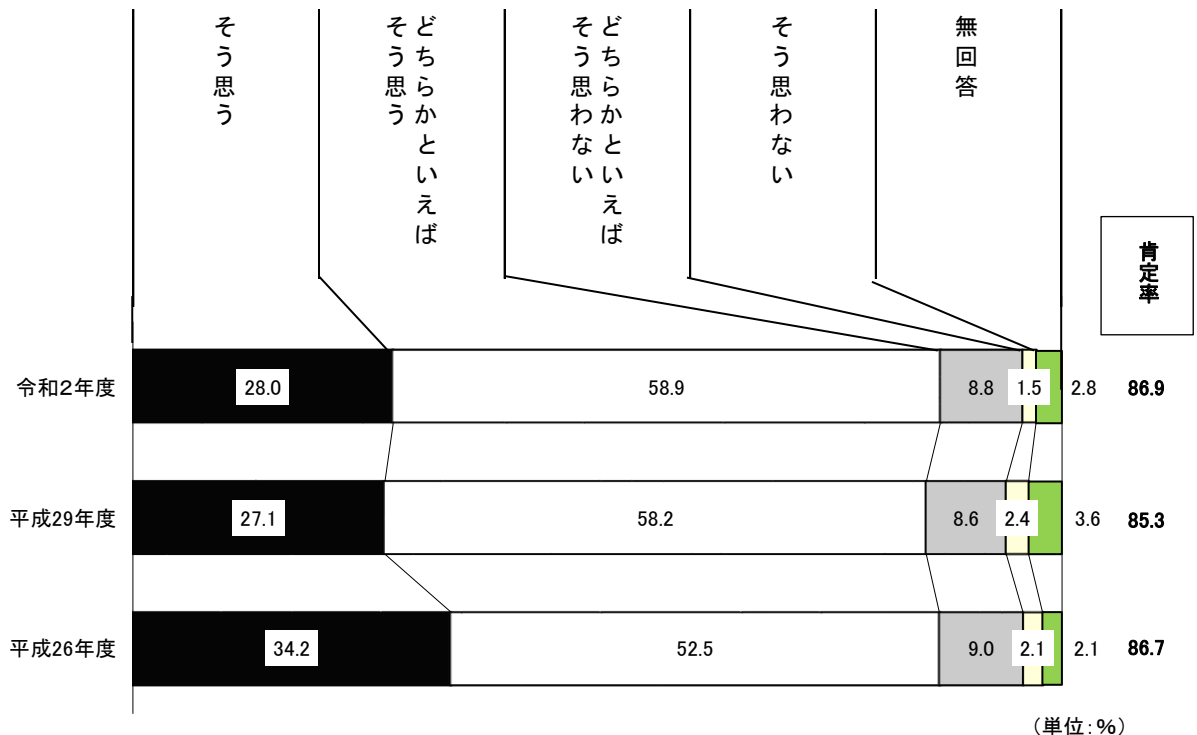 そう思う
どちらかといえば
そう思う
どちらかといえば
そう思わない
そう思わない
無回答
肯定率
令和2年度 28.0 58.9 8.8 1.5 2.8 86.9
平成29年度 27.1 58.2 8.6 2.4 3.6 85.3
平成26年度 34.2 52.5 9.0 2.1 2.1 86.7
（単位：％）